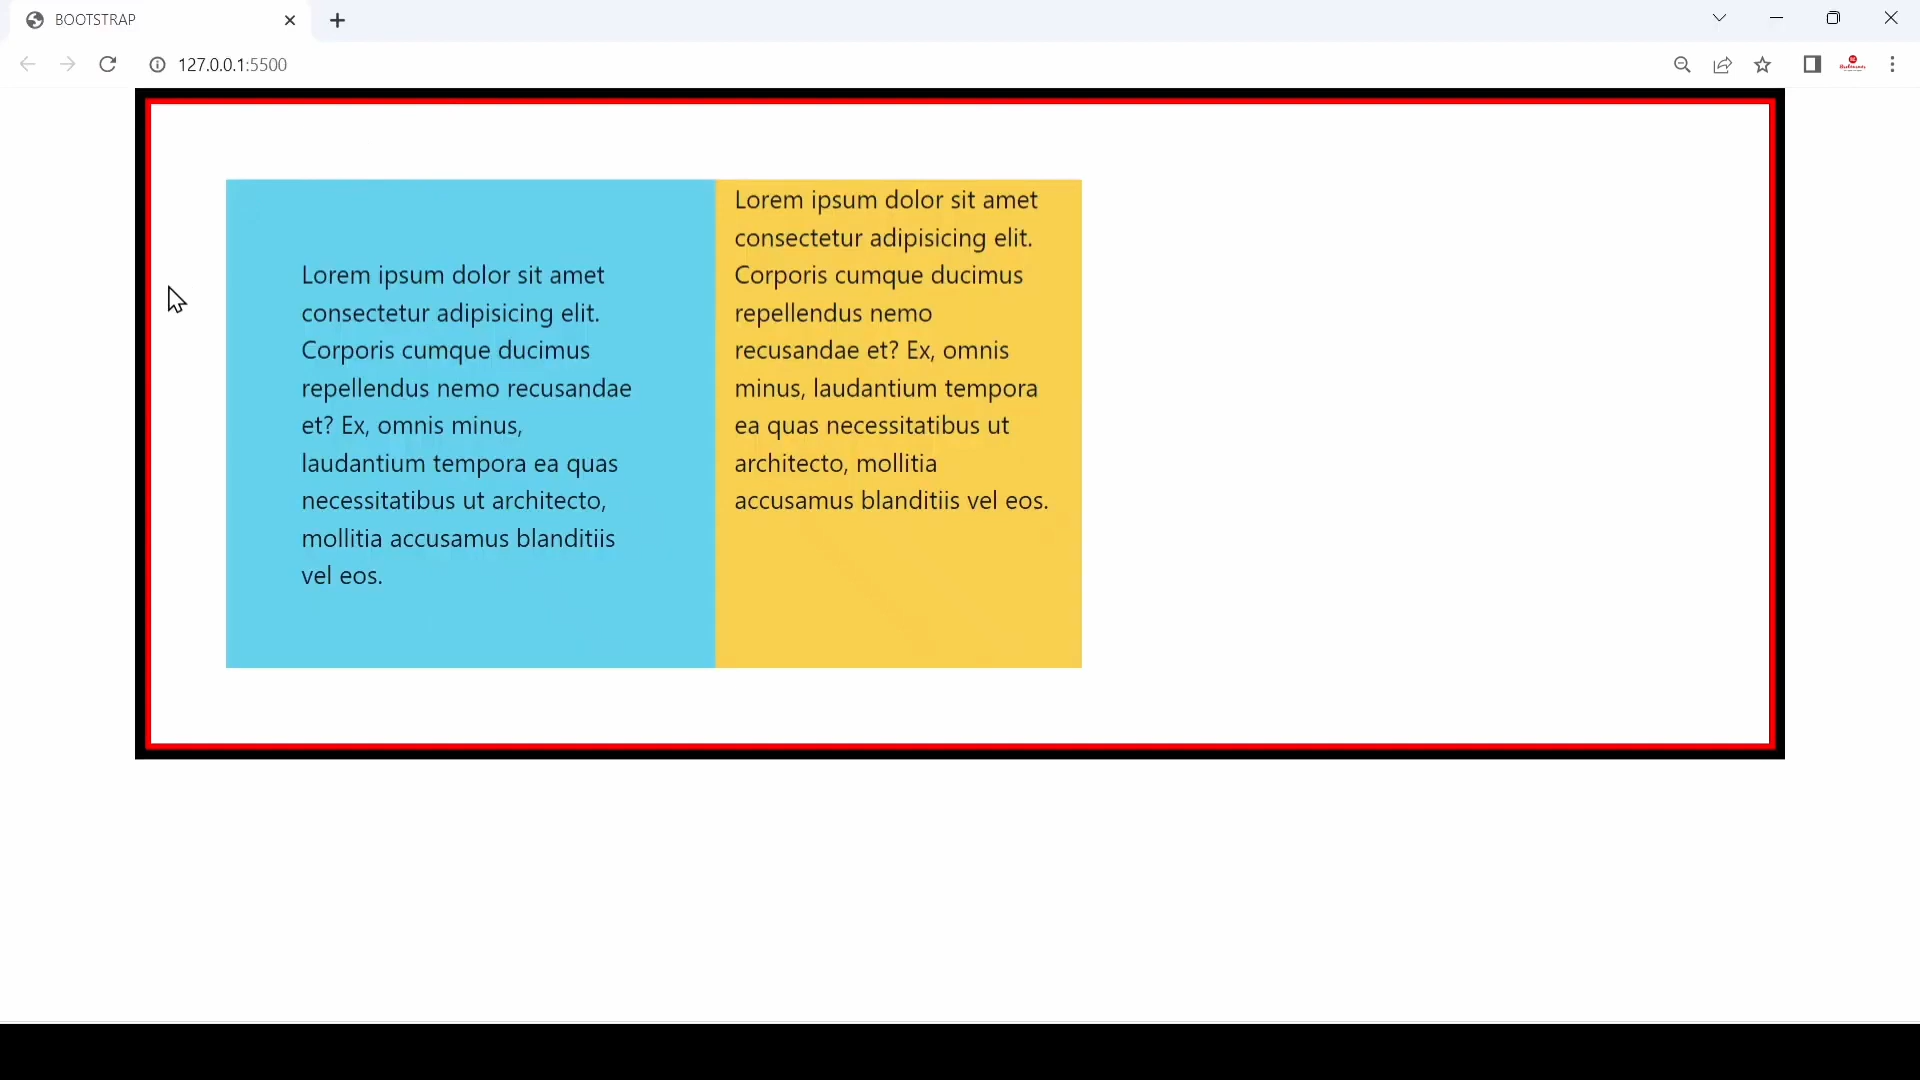 BOOTSTRAP
127.0.0.1:5500
Lorem ipsum dolor sit amet
consectetur adipisicing elit.
Corporis cumque ducimus
repellendus nemo recusandae
et? Ex, omnis minus,
laudantium tempora ea quas
necessitatibus ut architecto,
mollitia accusamus blanditiis
vel eos.
Lorem ipsum dolor sit amet
consectetur adipisicing elit.
Corporis cumque ducimus
repellendus nemo
recusandae et? Ex, omnis
minus, laudantium tempora
ea quas necessitatibus ut
architecto, mollitia
accusamus blanditiis vel eos.